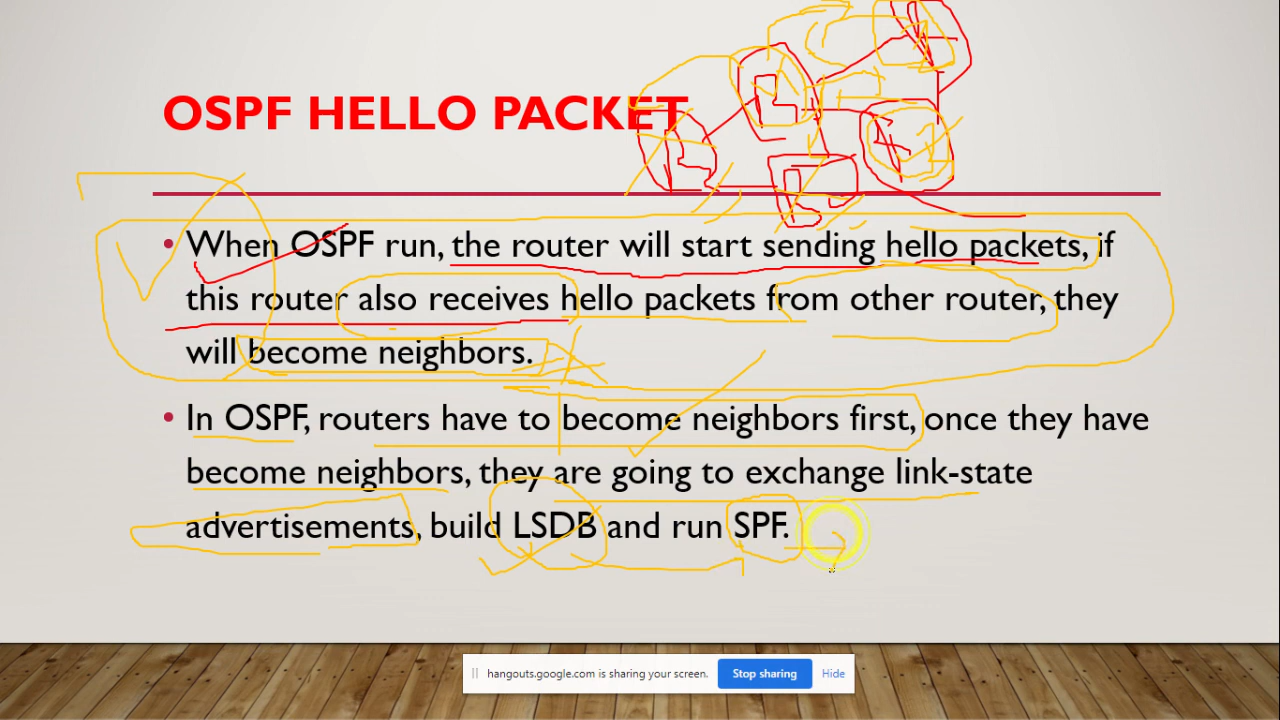 OSPF HELLO PACKET
• When OSPF run, the router will start sending hello packets, if
this router also receives hello packets from other router, they
will become neighbors.
• In OSPF, routers have to become neighbors first, once they have
become neighbors, they are going to exchange link-state
advertisements, build LSDB and run SPF.
hangouts.google.com is sharing your screen. Stop sharing Hide